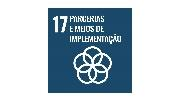 17 PARCERIAS
E MEIOS DE
IMPLEMENTAÇÃO